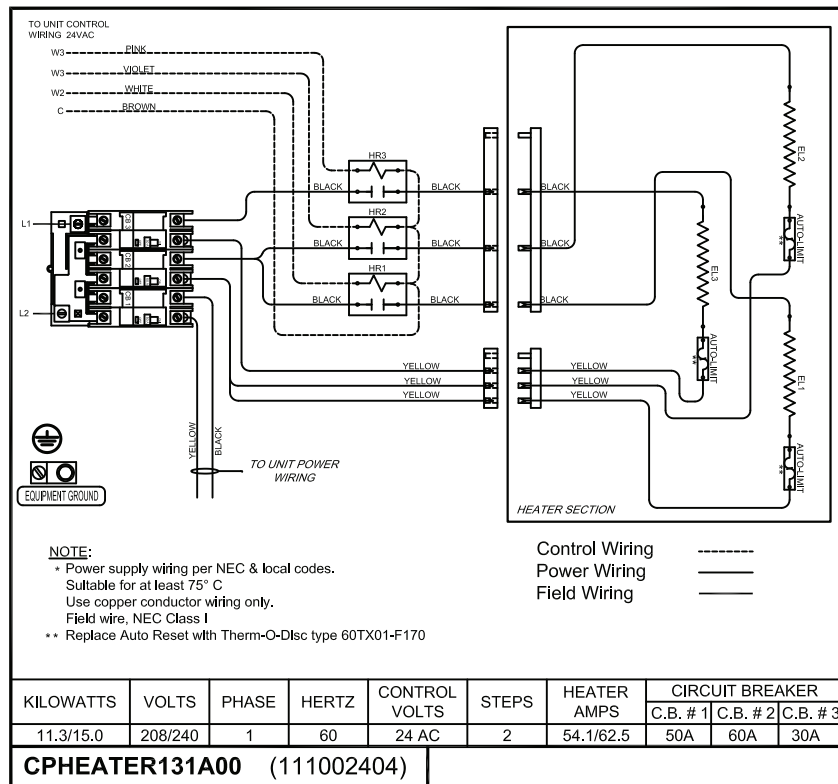 TO UNIT CONTROL
WIRING 24VAC
W3 PINK
W3 VIOLET
W2 WHITE
C BROWN
HR3
BLACK BLACK BLACK
HR2
BLACK BLACK
HR1
BLACK BLACK BLACK
L1
L2
CB 3
CB 2
CB 1
EL2
AUTO-LIMIT
**
EL3
AUTO-LIMIT
**
EL1
AUTO-LIMIT
**
YELLOW YELLOW
YELLOW YELLOW
YELLOW YELLOW
YELLOW
BLACK
TO UNIT POWER
WIRING
EQUIPMENT GROUND
HEATER SECTION
NOTE:
* Power supply wiring per NEC & local codes.
Sultable for at least 75° C
Use copper conductor wiring only.
Field wire, NEC Class I
** Replace Auto Reset with Therm-O-Disc type 60TX01-F170
Control Wiring
Power Wiring
Field Wiring
KILOWATTS VOLTS PHASE HERTZ CONTROL VOLTS STEPS HEATER AMPS CIRCUIT BREAKER
C.B. # 1 C.B. # 2 C.B. # 3
11.3/15.0 208/240 1 60 24 AC 2 54.1/62.5 50A 60A 30A
CPHEATER131A00 (111002404)